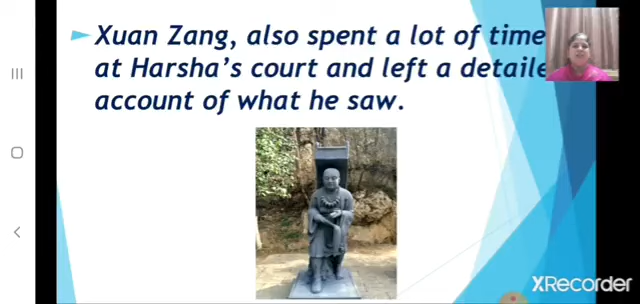 Xuan Zang, also spent a lot of time
at Harsha's court and left a detaile
account of what he saw.
XRecorder